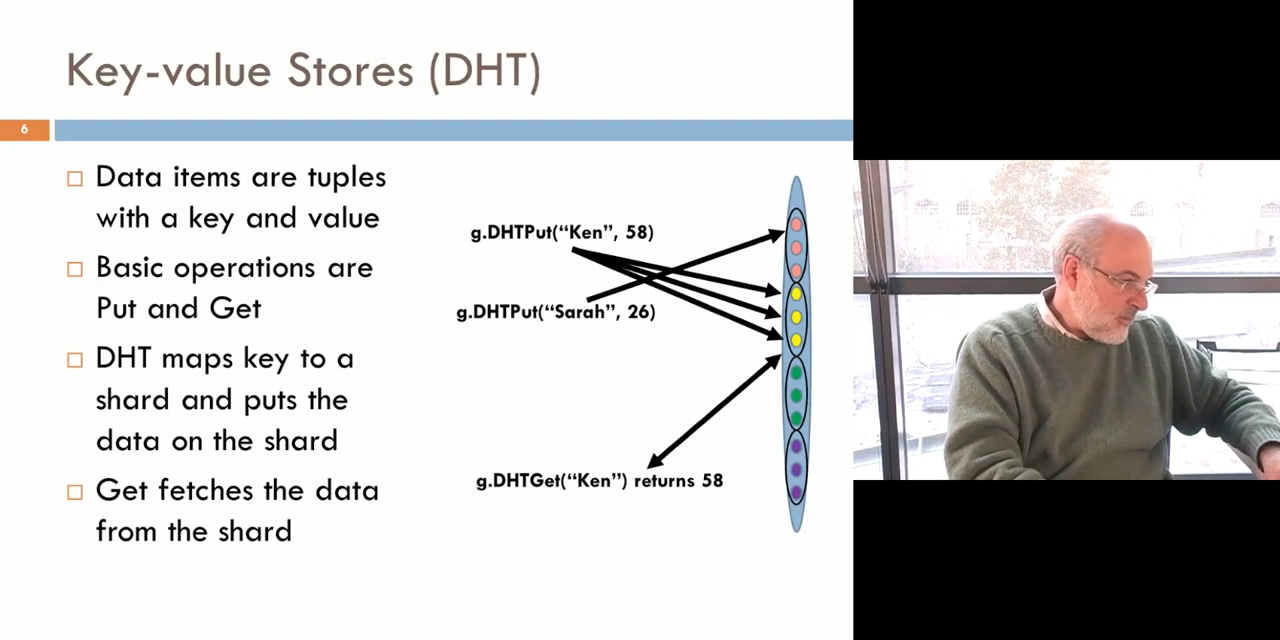 Key-value Stores (DHT)
6
Data items are tuples
with a key and value
Basic operations are
Put and Get
DHT maps key to a
shard and puts the
data on the shard
Get fetches the data
from the shard
g.DHTPut(“Ken”, 58)
g.DHTPut(“Sarah”, 26)
g.DHTGet(“Ken”) returns 58